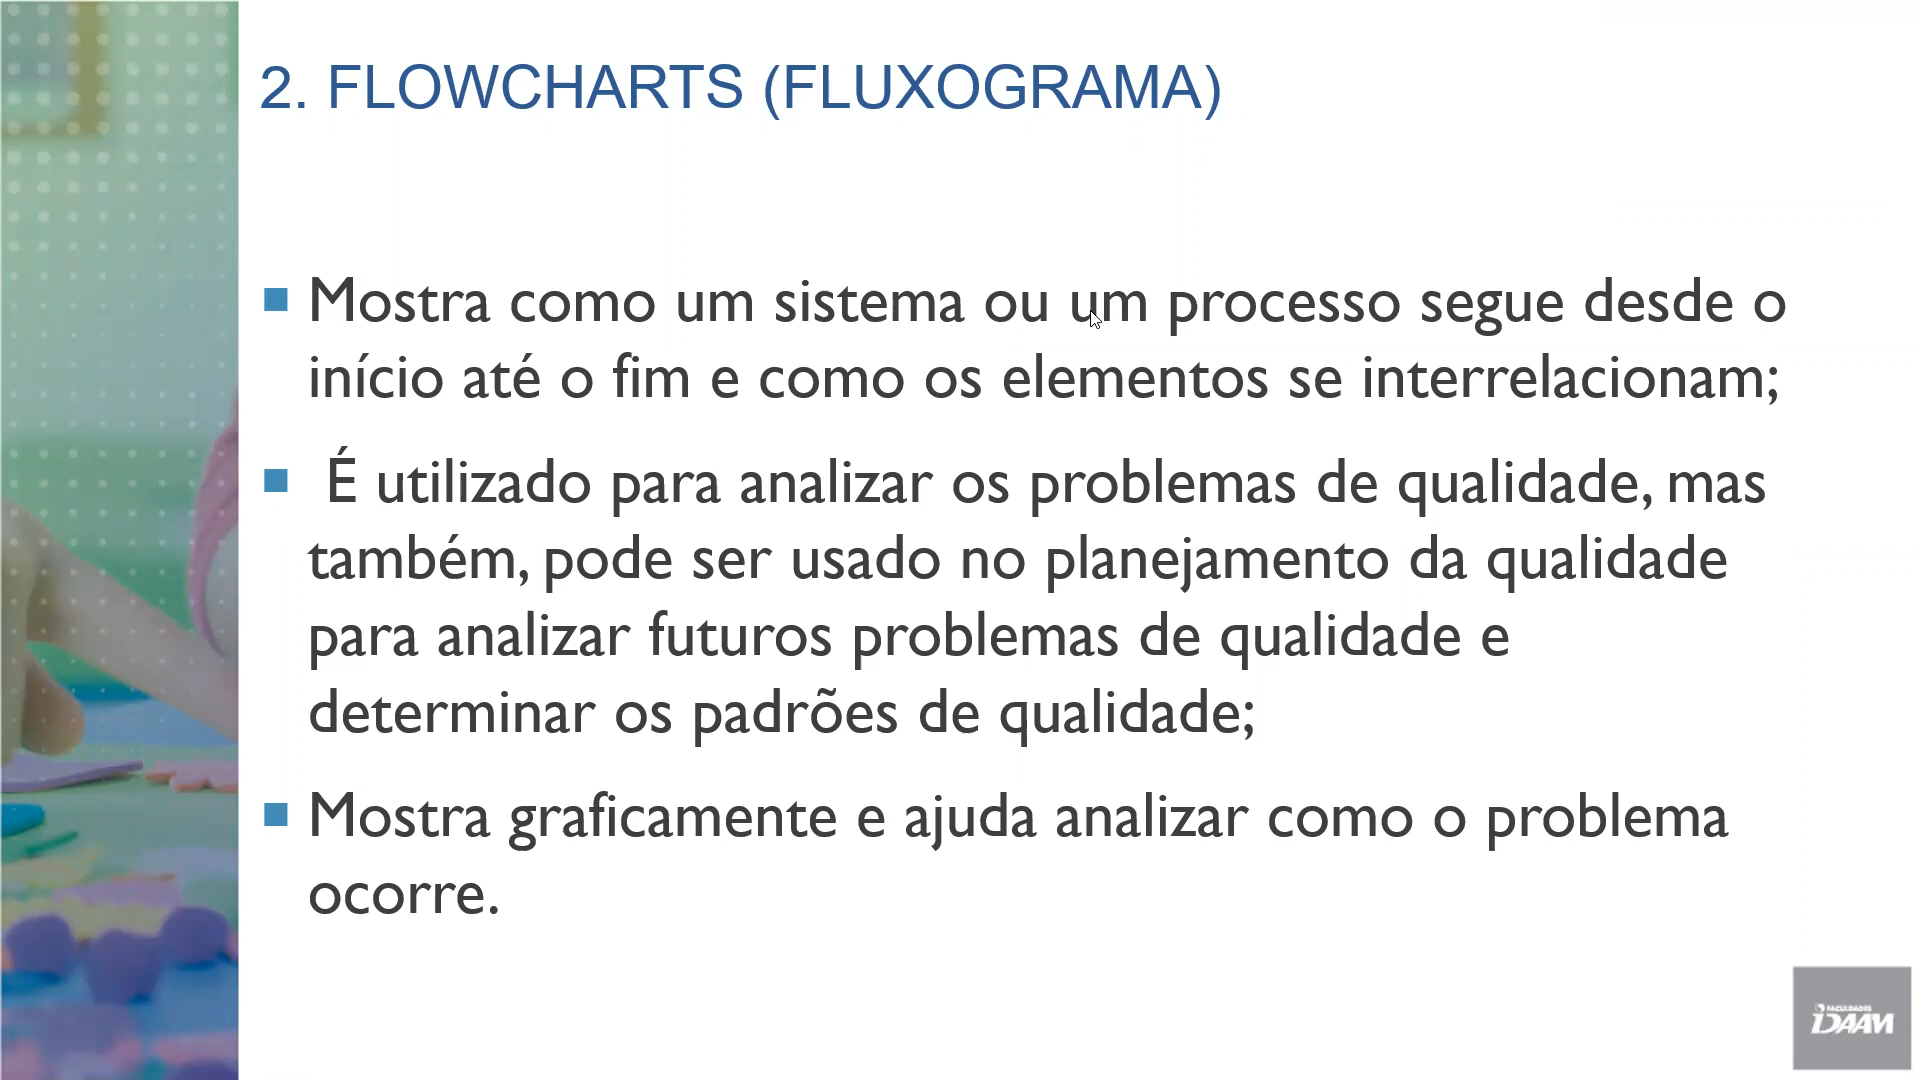 2. FLOWCHARTS (FLUXOGRAMA)
Mostra como um sistema ou um processo segue desde o
início até o fim e como os elementos se interrelacionam;
É utilizado para analizar os problemas de qualidade, mas
também, pode ser usado no planejamento da qualidade
para analizar futuros problemas de qualidade e
determinar os padrões de qualidade;
Mostra graficamente e ajuda analizar como o problema
ocorre.
FACULDADES
IDAAM